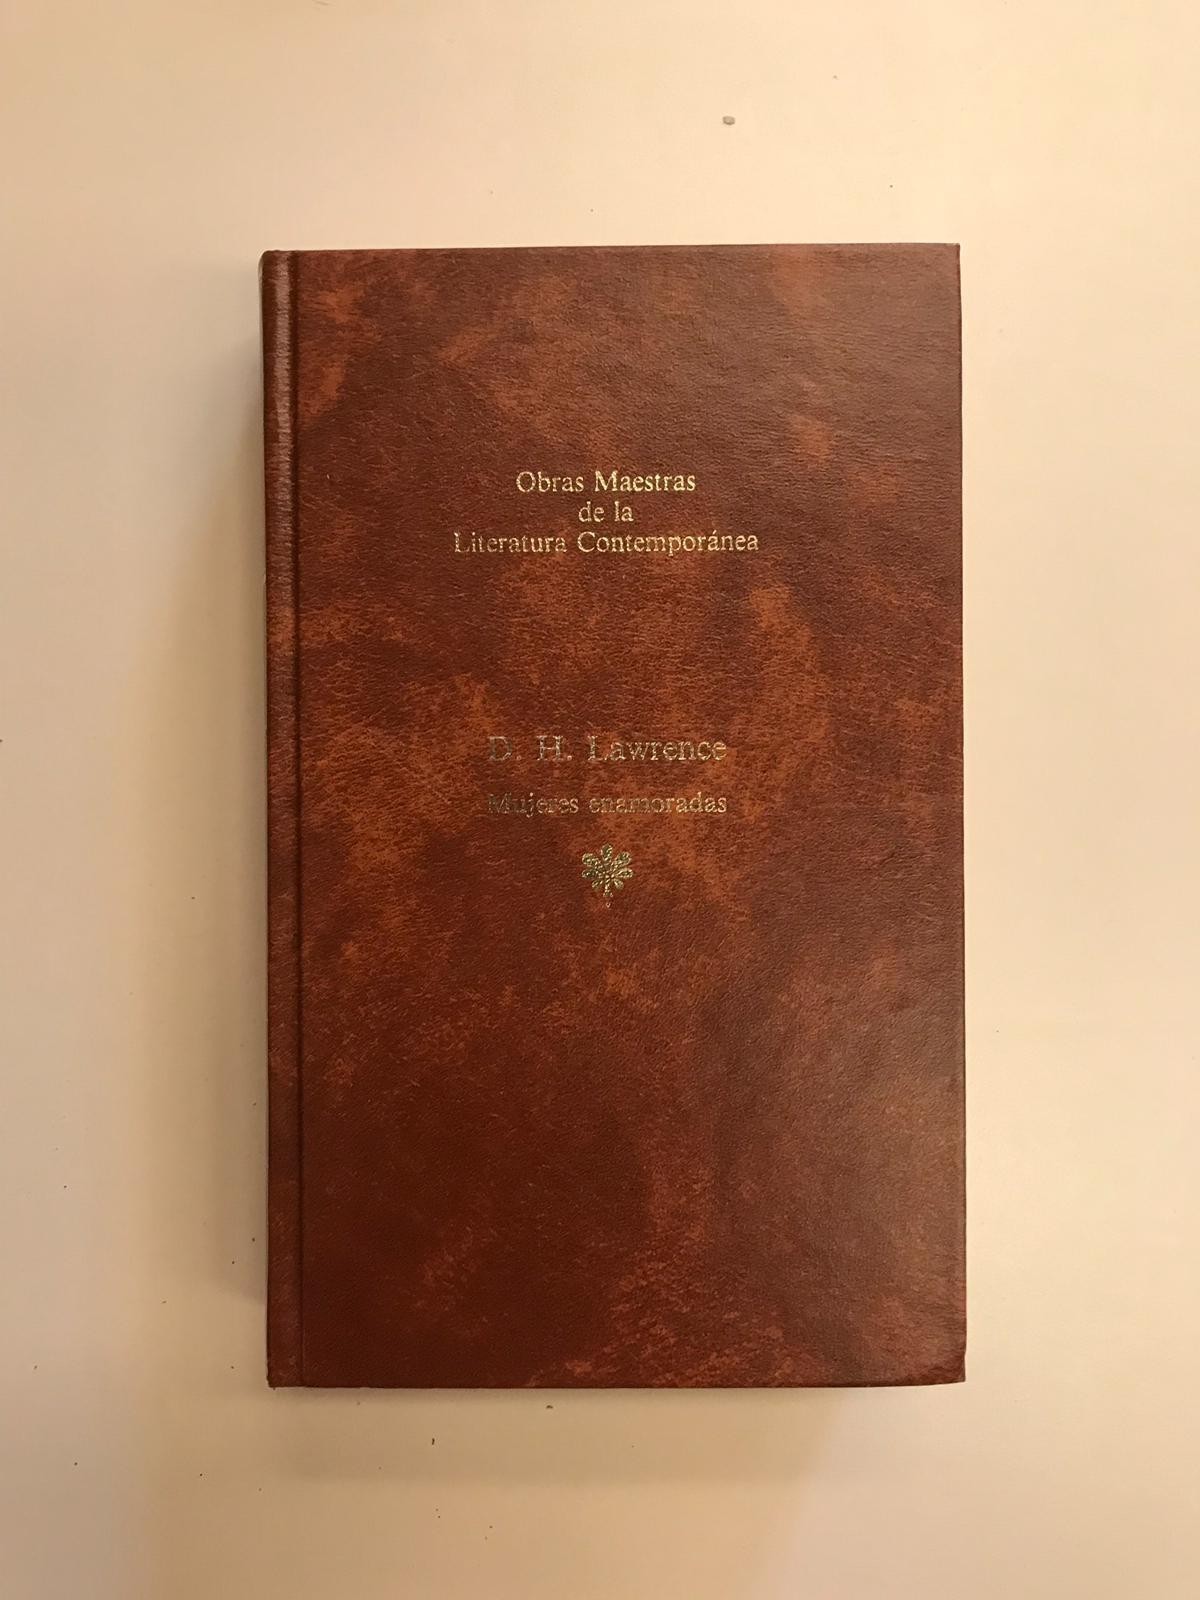 Obras Maestras
de la
Literatura Contemporánea
D. H. Lawrence
Mujeres enamoradas